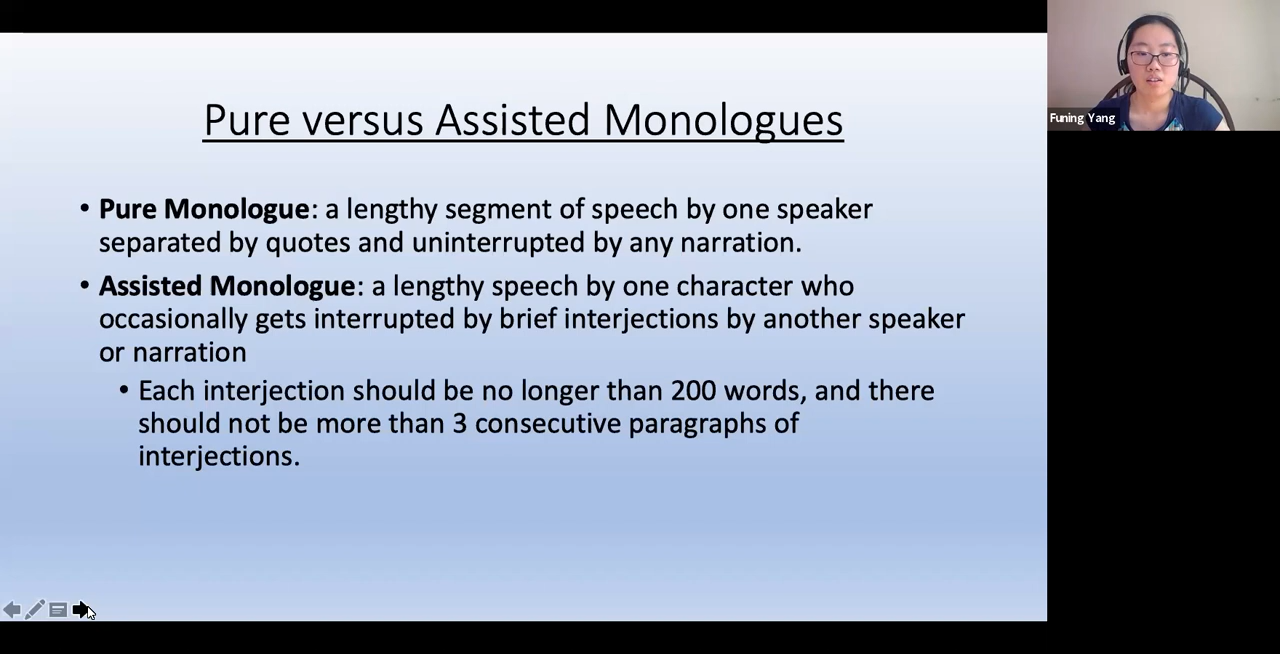 Pure versus Assisted Monologues
• Pure Monologue: a lengthy segment of speech by one speaker
separated by quotes and uninterrupted by any narration.
• Assisted Monologue: a lengthy speech by one character who
occasionally gets interrupted by brief interjections by another speaker
or narration
• Each interjection should be no longer than 200 words, and there
should not be more than 3 consecutive paragraphs of
interjections.
Funing Yang